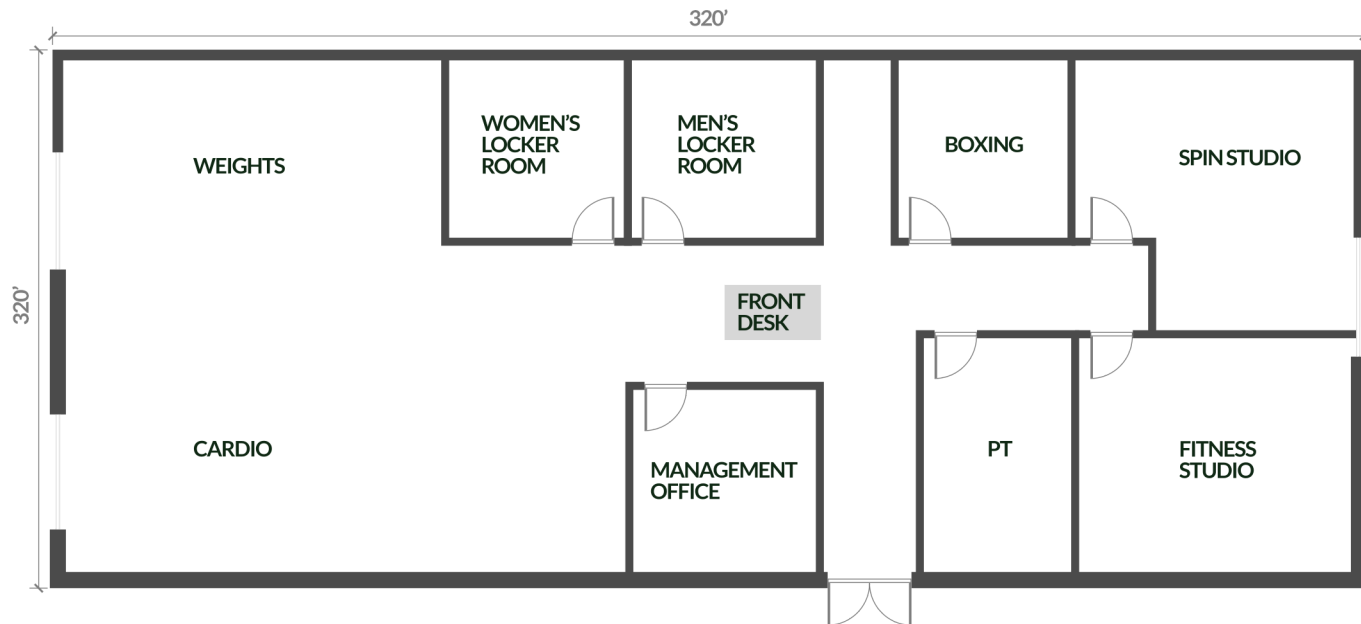 320’
320’
WOMEN’S
LOCKER
ROOM
MEN’S
LOCKER
ROOM
BOXING
SPIN STUDIO
WEIGHTS
FRONT
DESK
CARDIO
MANAGEMENT
OFFICE
PT
FITNESS
STUDIO